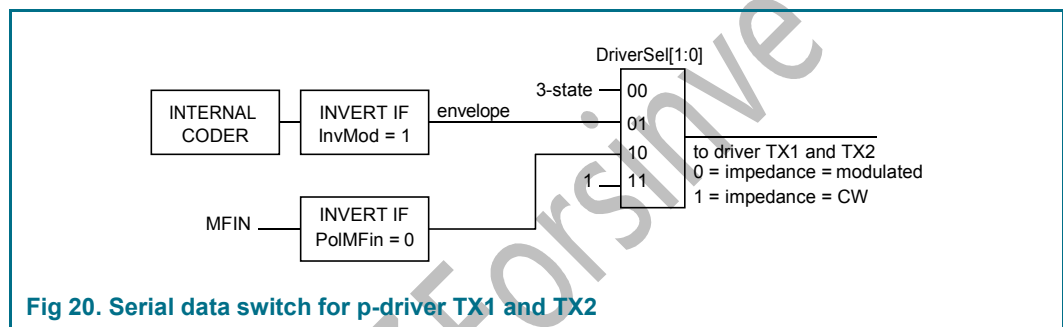 DriverSel[1:0]
3-state
00
INTERNAL
CODER
INVERT IF
InvMod = 1
envelope
01
10
1
11
to driver TX1 and TX2
0 = impedance = modulated
1 = impedance = CW
MFIN
INVERT IF
PolMFin = 0
Fig 20. Serial data switch for p-driver TX1 and TX2